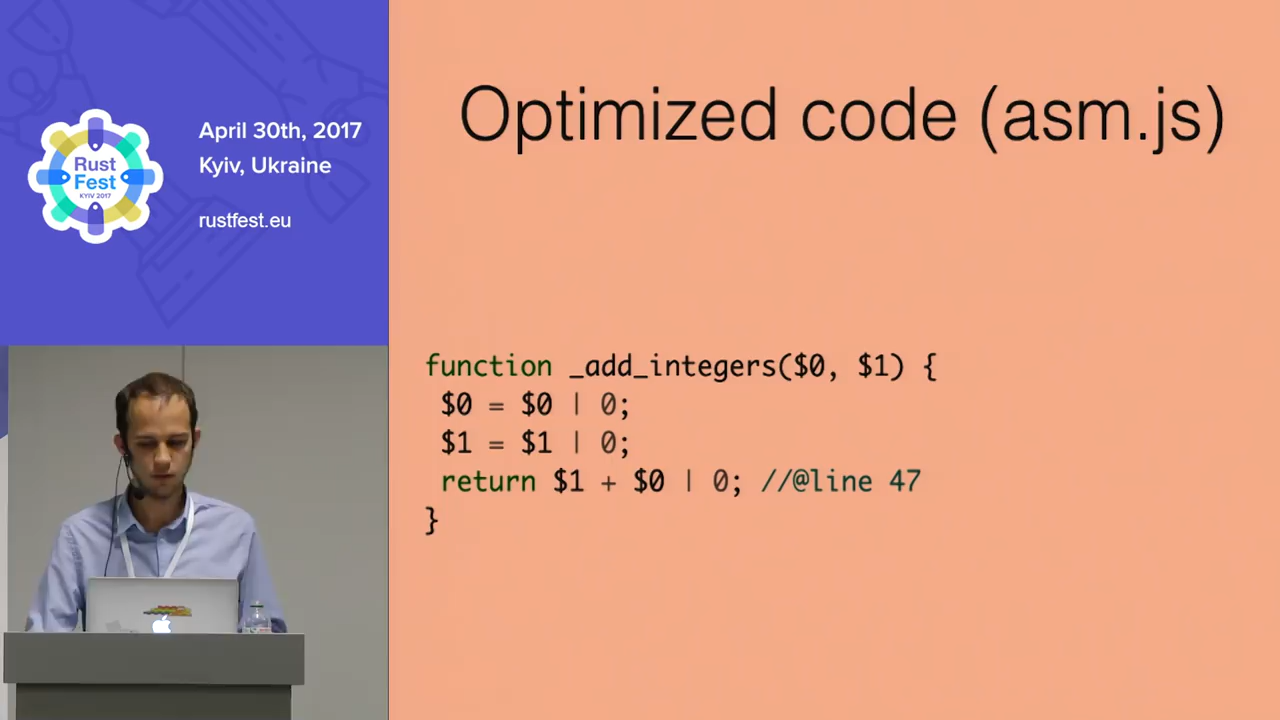 April 30th, 2017
Kyiv, Ukraine
rustfest.eu
Rust
Fest
KYIV 2017
Optimized code (asm.js)
function _add_integers($0, $1) {
$0 = $0 | 0;
$1 = $1 | 0;
return $1 + $0 | 0; //@line 47
}